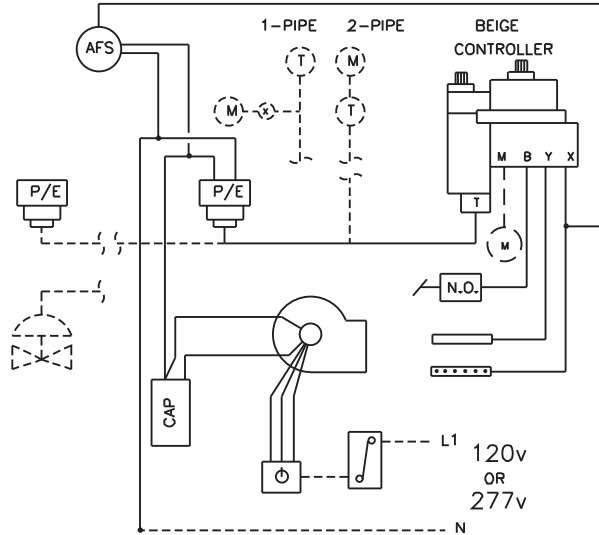 1-PIPE 2-PIPE BEIGE
CONTROLLER
AFS
T M
M X T
M B Y X
P/E P/E
T
M
N.O.
CAP
L1 120v
OR
277v
N